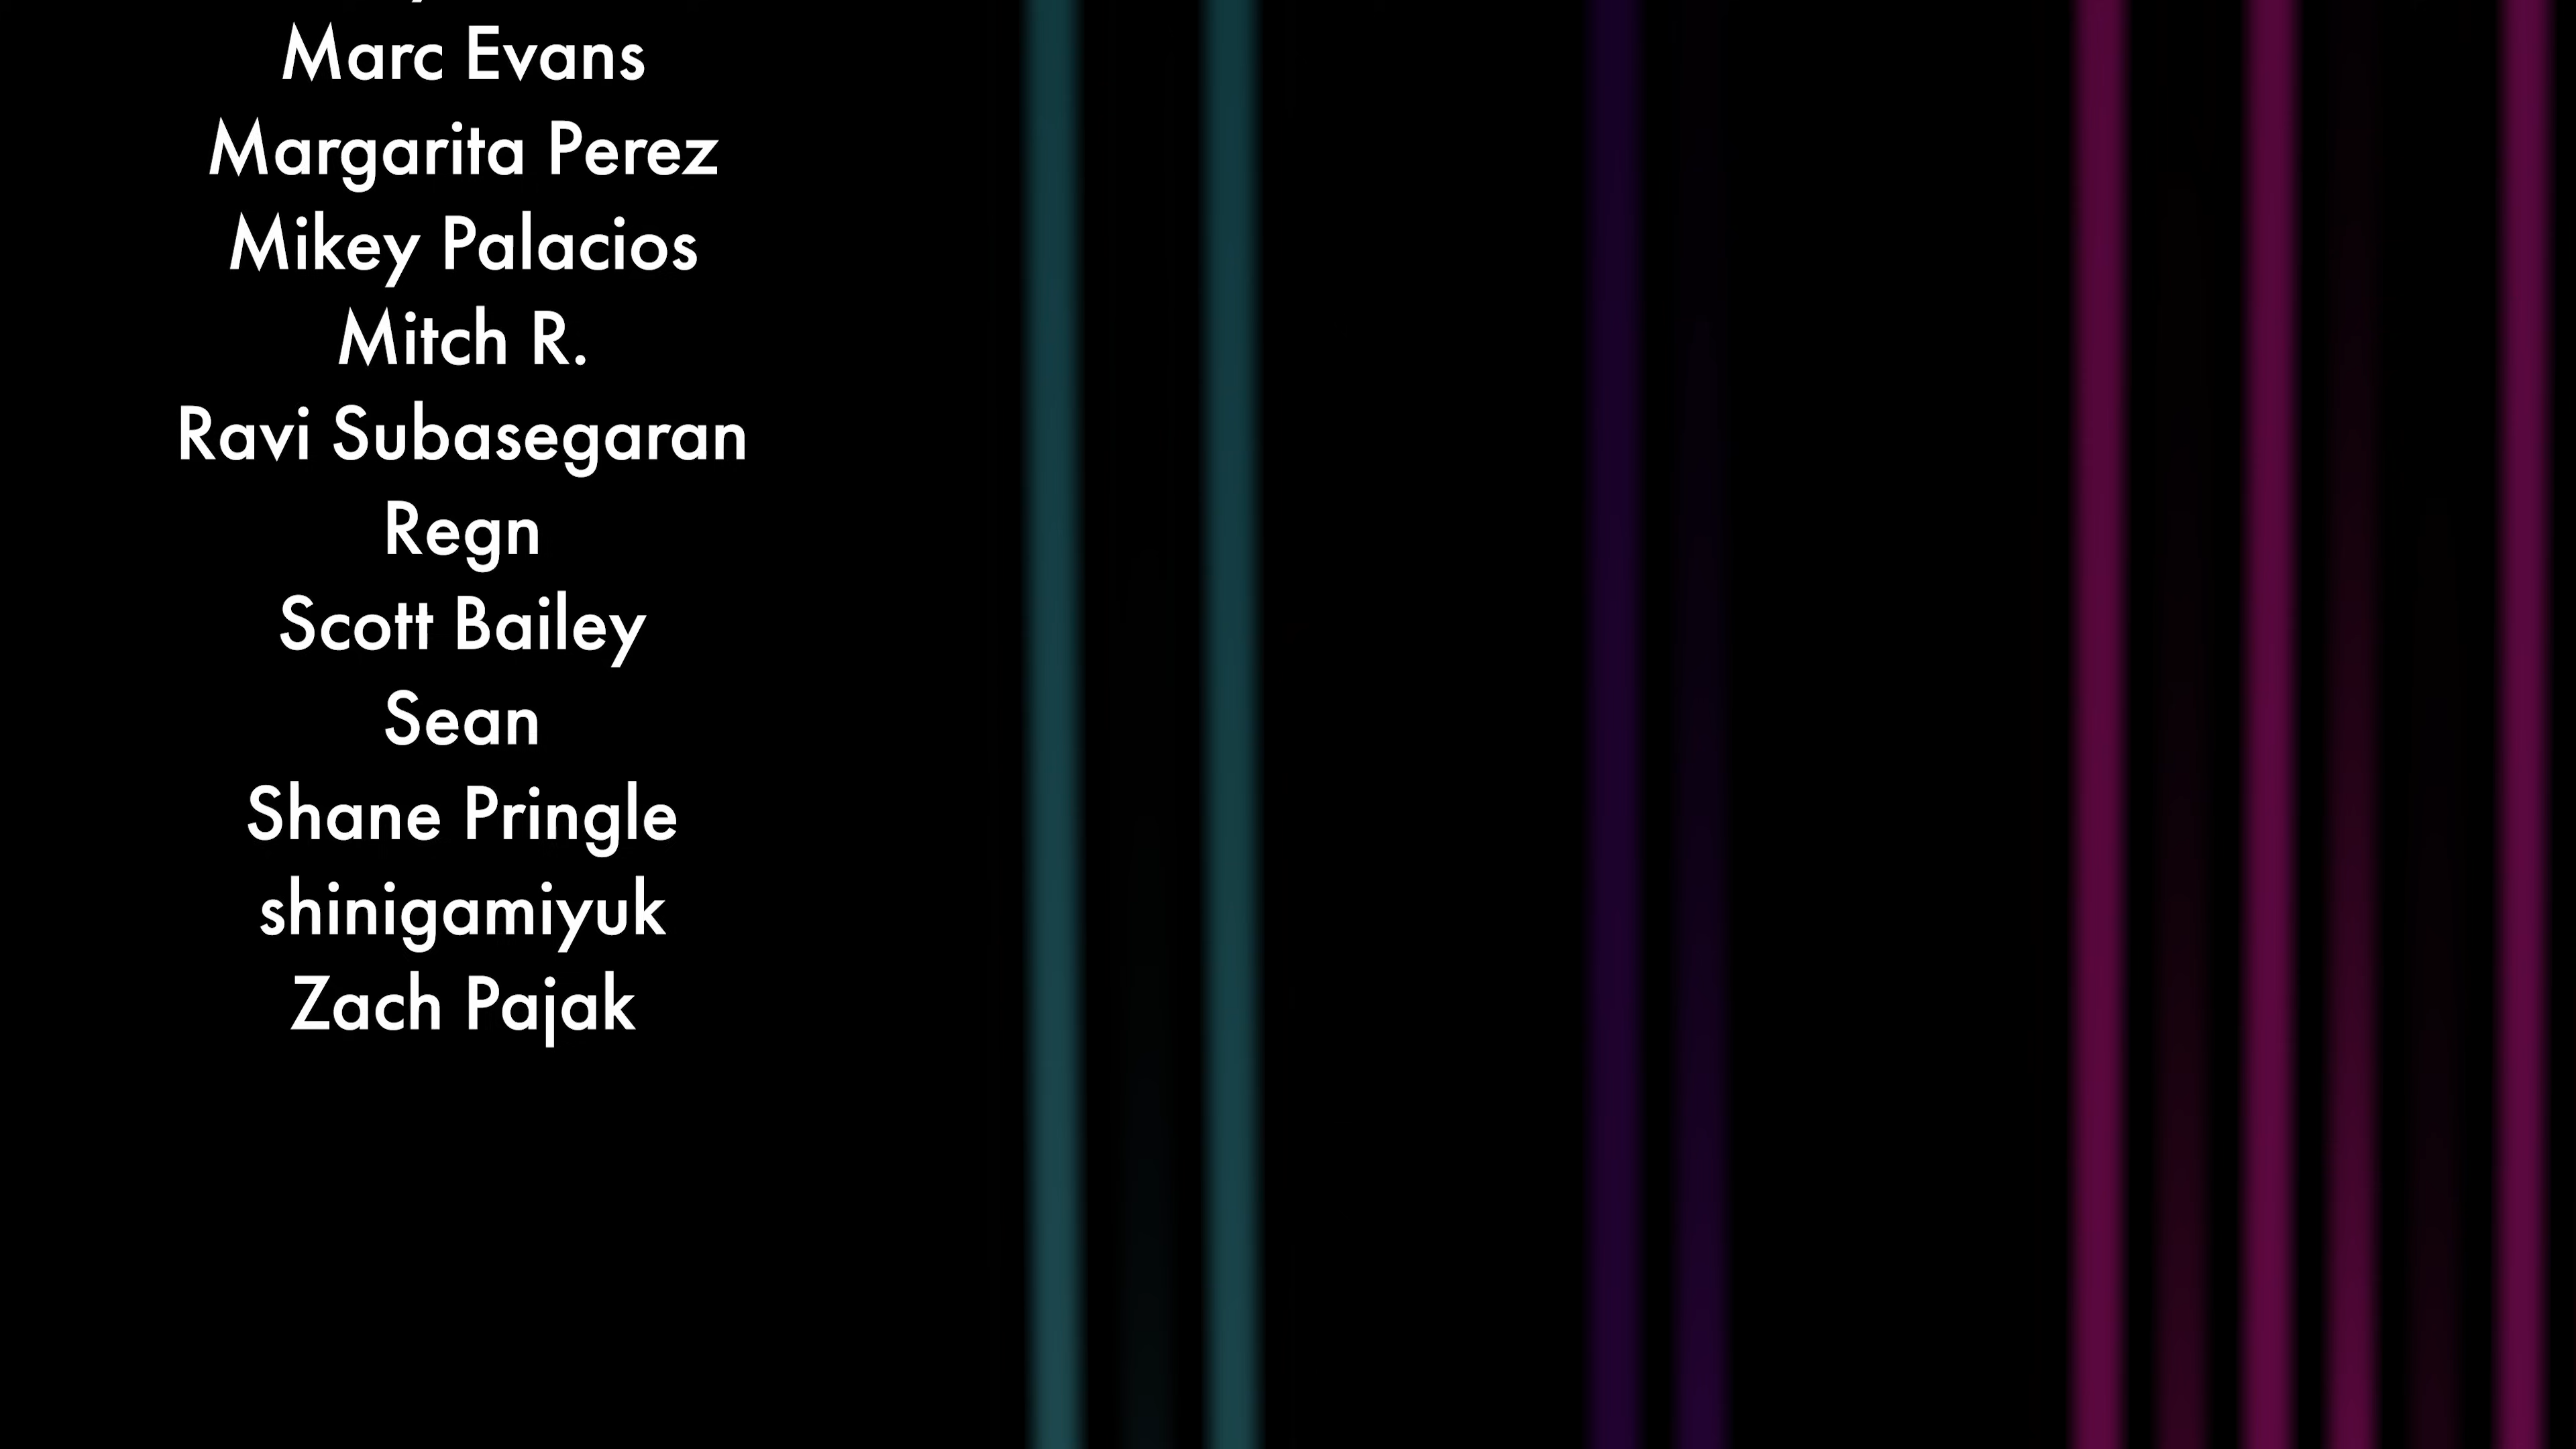 Marc Evans
Margarita Perez
Mikey Palacios
Mitch R.
Ravi Subasegaran
Regn
Scott Bailey
Sean
Shane Pringle
shinigamiyuk
Zach Pajak